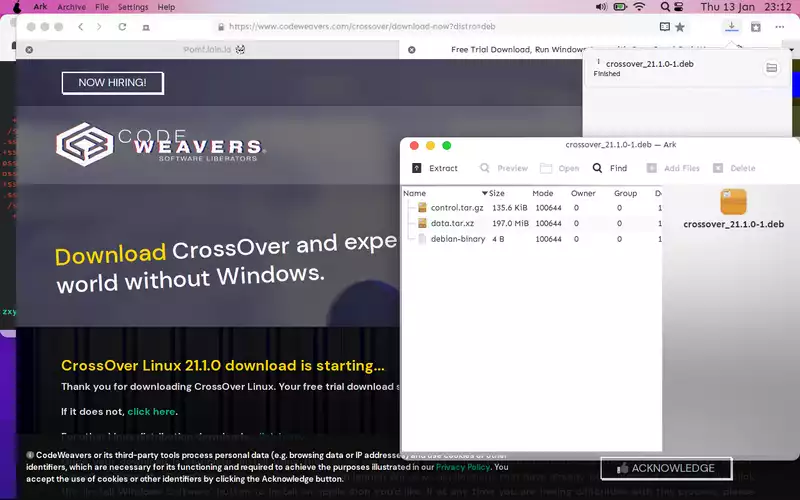 Ark Archive File Settings Help
Thu 13 Jan 23:12
https://www.codeweavers.com/crossover/download-now?distro=deb
Pomf.lain.la
Free Trial Download, Run Windows
NOW HIRING!
crossover_21.1.0-1.deb
Finished
CODE
WEAVERS
SOFTWARE LIBERATORS
crossover_21.1.0-1.deb — Ark
Extract Preview Open Find Add Files Delete
Name Size Mode Owner Group
control.tar.gz 135.6 KiB 100644 0 0 1
data.tar.xz 197.0 MiB 100644 0 0 1
debian-binary 4 B 100644 0 0 1
crossover_21.1.0-1.deb
Download CrossOver and expe
world without Windows.
zxy
CrossOver Linux 21.1.0 download is starting...
Thank you for downloading CrossOver Linux. Your free trial download s
If it does not, click here.
CodeWeavers or its third-party tools process personal data (e.g. browsing data or IP addresses) and use cookies or other
identifiers, which are necessary for its functioning and required to achieve the purposes illustrated in our Privacy Policy. You
accept the use of cookies or other identifiers by clicking the Acknowledge button.
ACKNOWLEDGE